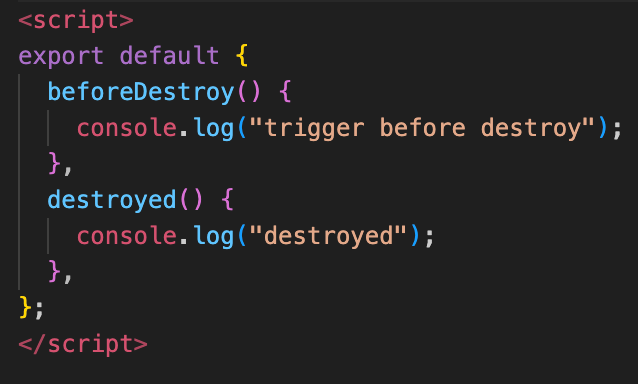 <script>
export default {
  beforeDestroy() {
    console.log("trigger before destroy");
  },
  destroyed() {
    console.log("destroyed");
  },
};
</script>